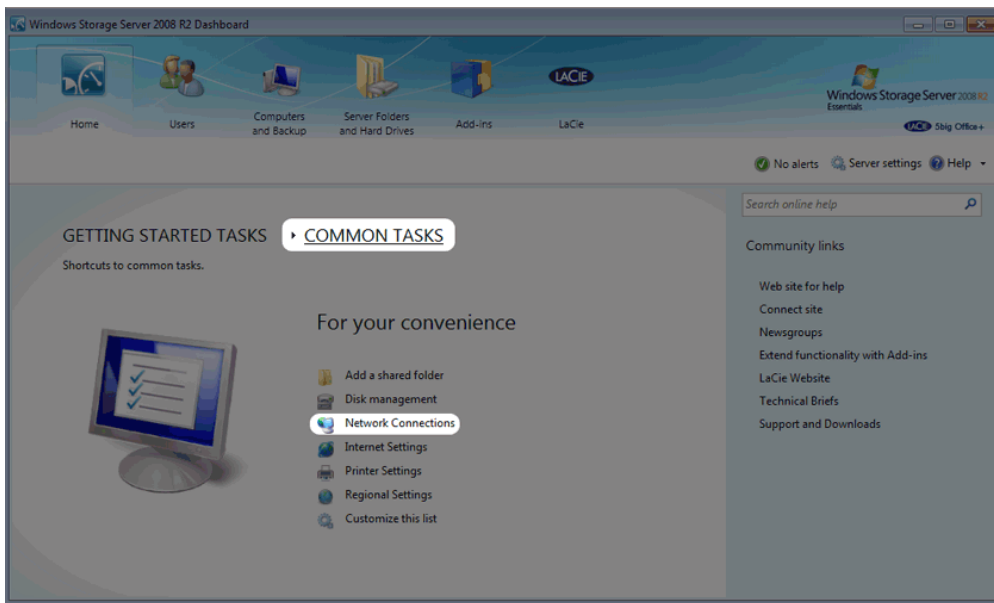 Windows Storage Server 2008 R2 Dashboard
Home
Users
Computers
and Backup
Server Folders
and Hard Drives
Add-ins
LACIE
LaCie
Windows Storage Server 2008 R2
Essentials
LACIE 5big Office+
No alerts
Server settings
Help
Search online help
GETTING STARTED TASKS
COMMON TASKS
Shortcuts to common tasks.
For your convenience
Add a shared folder
Disk management
Network Connections
Internet Settings
Printer Settings
Regional Settings
Customize this list
Community links
Web site for help
Connect site
Newsgroups
Extend functionality with Add-ins
LaCie Website
Technical Briefs
Support and Downloads